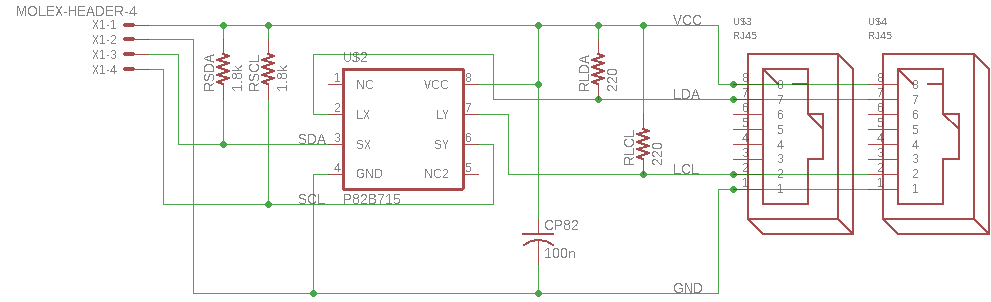 MOLEX-HEADER-4
X1-1
X1-2
X1-3
X1-4
RSDA
1.8k
RSCL
1.8k
U$2
1 NC VCC 8
2 LX LY 7
3 SX SY 6
4 GND NC2 5
P82B715
SDA
SCL
CP82
100n
RLDA
220
RLCL
220
VCC
LDA
LCL
GND
U$3
RJ45
8 8
7 7
6 6
5 5
4 4
3 3
2 2
1 1
U$4
RJ45
8 8
7 7
6 6
5 5
4 4
3 3
2 2
1 1